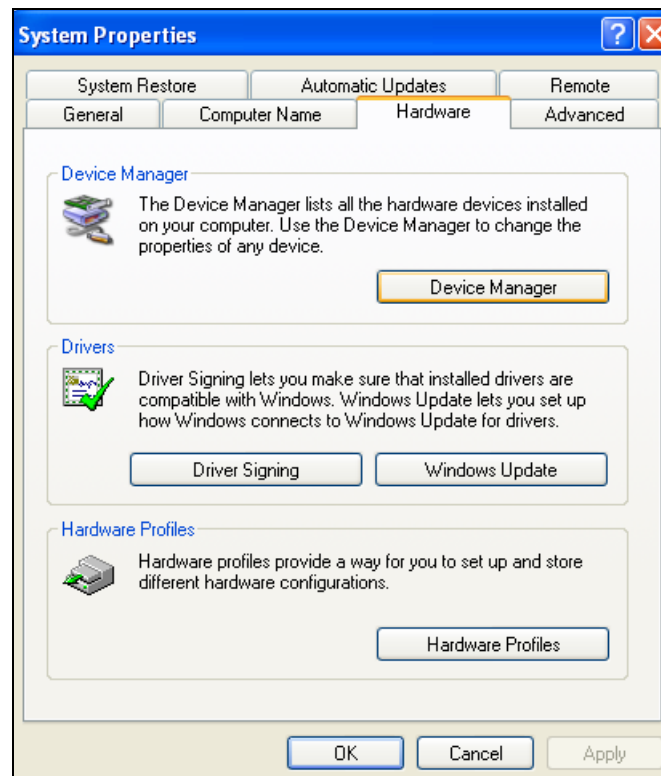 System Properties
System Restore
Automatic Updates
Remote
General
Computer Name
Hardware
Advanced
Device Manager
The Device Manager lists all the hardware devices installed
on your computer. Use the Device Manager to change the
properties of any device.
Device Manager
Drivers
Driver Signing lets you make sure that installed drivers are
compatible with Windows. Windows Update lets you set up
how Windows connects to Windows Update for drivers.
Driver Signing
Windows Update
Hardware Profiles
Hardware profiles provide a way for you to set up and store
different hardware configurations.
Hardware Profiles
OK
Cancel
Apply